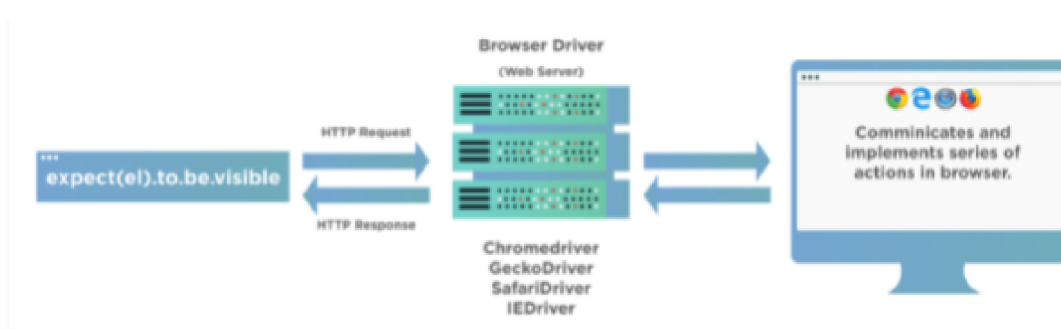 expect(el).to.be.visible
HTTP Request
HTTP Response
Browser Driver
(Web Server)
Chromedriver
GeckoDriver
SafariDriver
IEDriver
Comminicates and
implements series of
actions in browser.